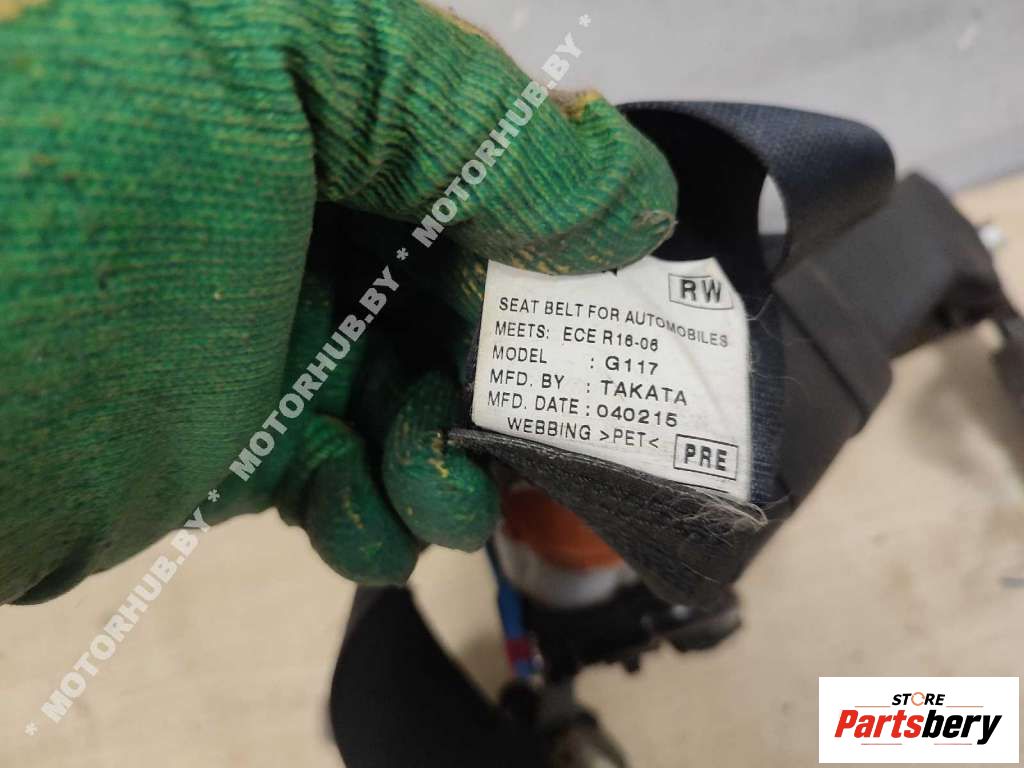 RW
SEAT BELT FOR AUTOMOBILES
MEETS: ECE R16-06
MODEL : G117
MFD. BY : TAKATA
MFD. DATE : 040215
WEBBING >PET<
PRE
* MOTORHUB.BY * MOTORHUB.BY * MOTORHUB.BY * MOTORHUB.BY *
STORE
Partsbery